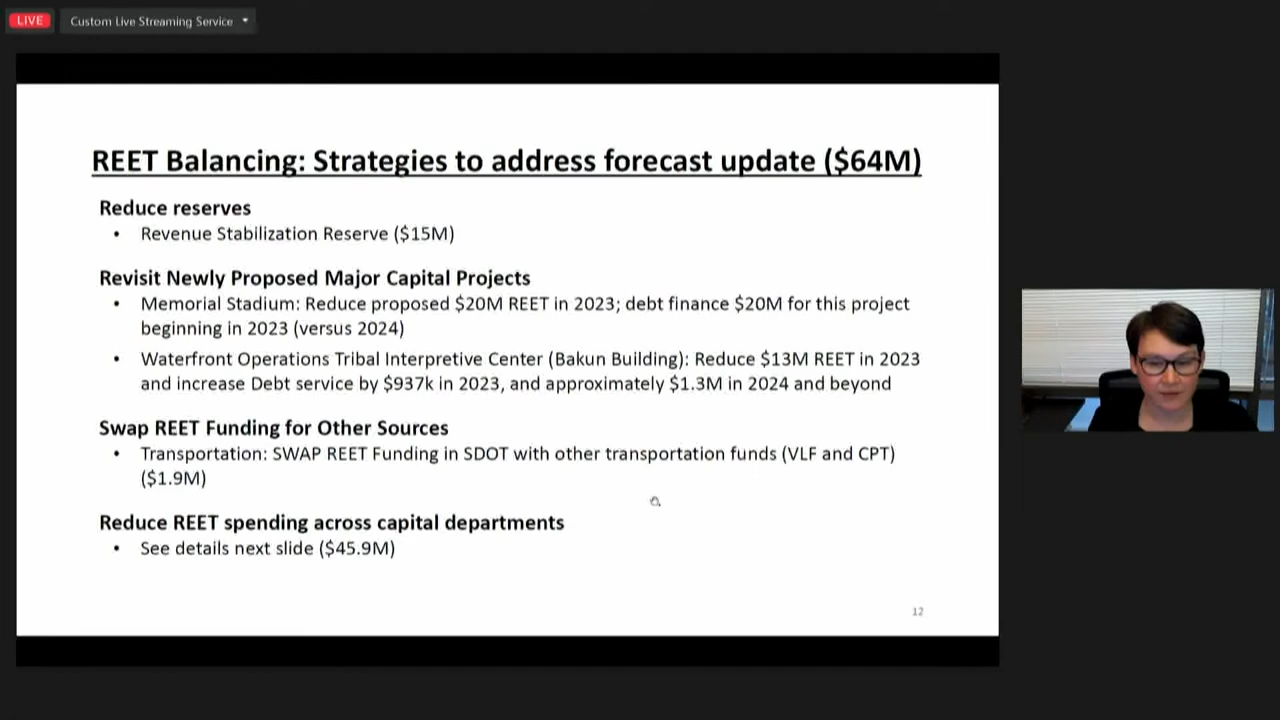 LIVE
Custom Live Streaming Service
REET Balancing: Strategies to address forecast update ($64M)
Reduce reserves
• Revenue Stabilization Reserve ($15M)
Revisit Newly Proposed Major Capital Projects
• Memorial Stadium: Reduce proposed $20M REET in 2023; debt finance $20M for this project
beginning in 2023 (versus 2024)
• Waterfront Operations Tribal Interpretive Center (Bakun Building): Reduce $13M REET in 2023
and increase Debt service by $937k in 2023, and approximately $1.3M in 2024 and beyond
Swap REET Funding for Other Sources
• Transportation: SWAP REET Funding in SDOT with other transportation funds (VLF and CPT)
($1.9M)
Reduce REET spending across capital departments
• See details next slide ($45.9M)
12